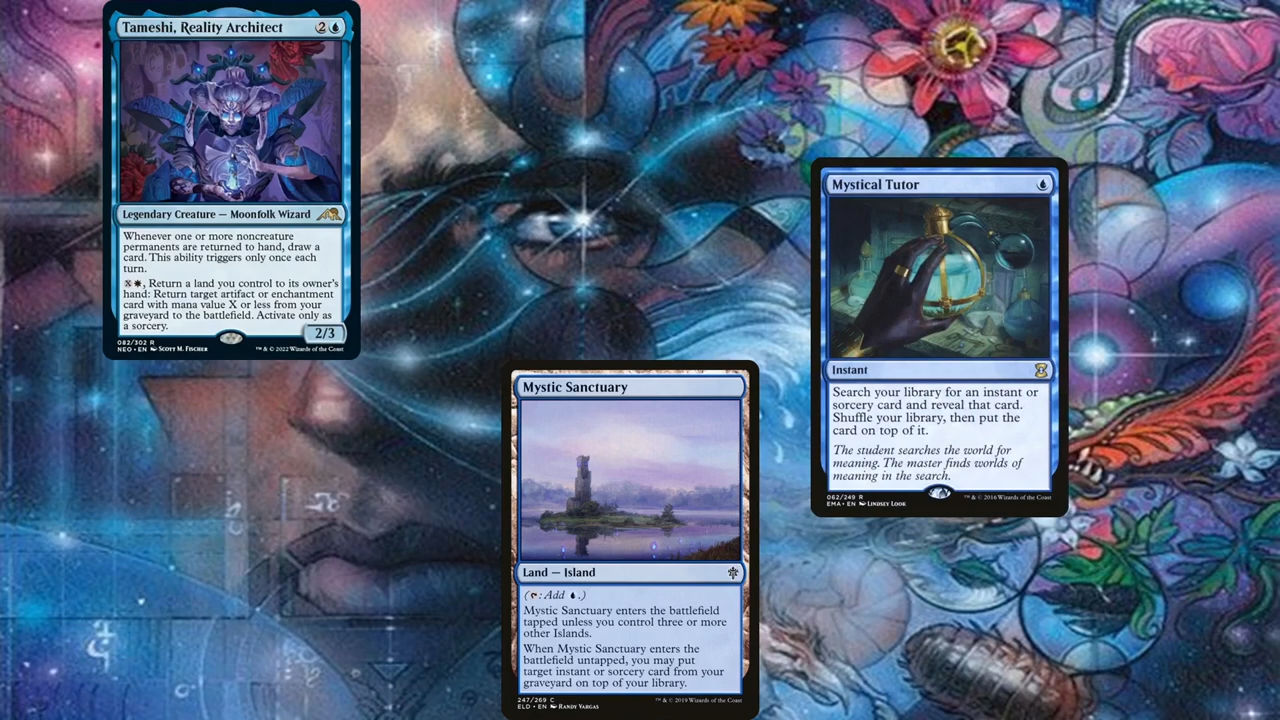 Tameshi, Reality Architect 2
Legendary Creature — Moonfolk Wizard
Whenever one or more noncreature
permanents are returned to hand, draw a
card. This ability triggers only once each
turn.
X, Return a land you control to its owner's
hand: Return target artifact or enchantment
card with mana value X or less from your
graveyard to the battlefield. Activate only as
a sorcery.
2/3
082/302 R
NEO • EN SCOTT M. FISCHER
™ & © 2022 Wizards of the Coast
Mystical Tutor
Instant
Search your library for an instant or
sorcery card and reveal that card.
Shuffle your library, then put the
card on top of it.
The student searches the world for
meaning. The master finds worlds of
meaning in the search.
062/249 R
EMA • EN LINDSEY LOOK
™ & © 2016 Wizards of the Coast
Mystic Sanctuary
Land — Island
( : Add .)
Mystic Sanctuary enters the battlefield
tapped unless you control three or more
other Islands.
When Mystic Sanctuary enters the
battlefield untapped, you may put
target instant or sorcery card from your
graveyard on top of your library.
247/269 C
ELD • EN RANDY VARGAS
™ & © 2019 Wizards of the Coast